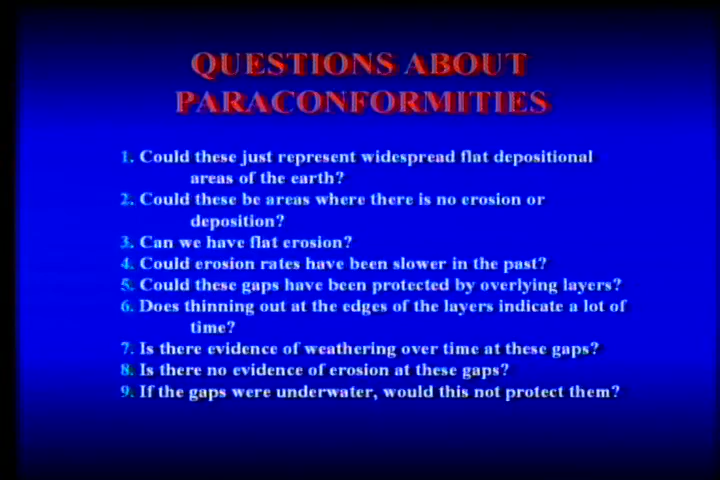 QUESTIONS ABOUT
PARACONFORMITIES
1. Could these just represent widespread flat depositional
areas of the earth?
2. Could these be areas where there is no erosion or
deposition?
3. Can we have flat erosion?
4. Could erosion rates have been slower in the past?
5. Could these gaps have been protected by overlying layers?
6. Does thinning out at the edges of the layers indicate a lot of
time?
7. Is there evidence of weathering over time at these gaps?
8. Is there no evidence of erosion at these gaps?
9. If the gaps were underwater, would this not protect them?